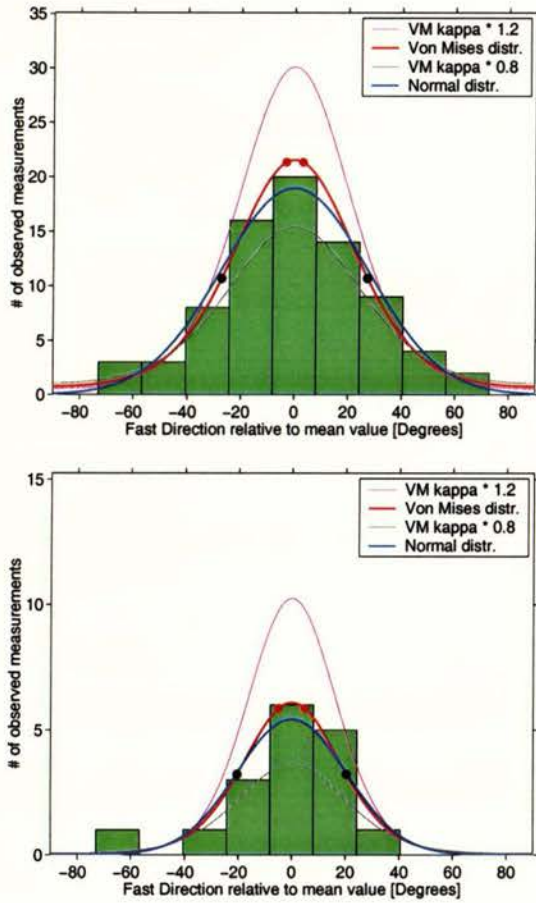 VM kappa * 1.2
Von Mises distr.
VM kappa * 0.8
Normal distr.
35
30
25
20
15
10
5
0
# of observed measurements
−80 −60 −40 −20 0 20 40 60 80
Fast Direction relative to mean value [Degrees]
VM kappa * 1.2
Von Mises distr.
VM kappa * 0.8
Normal distr.
15
10
5
0
# of observed measurements
−80 −60 −40 −20 0 20 40 60 80
Fast Direction relative to mean value [Degrees]